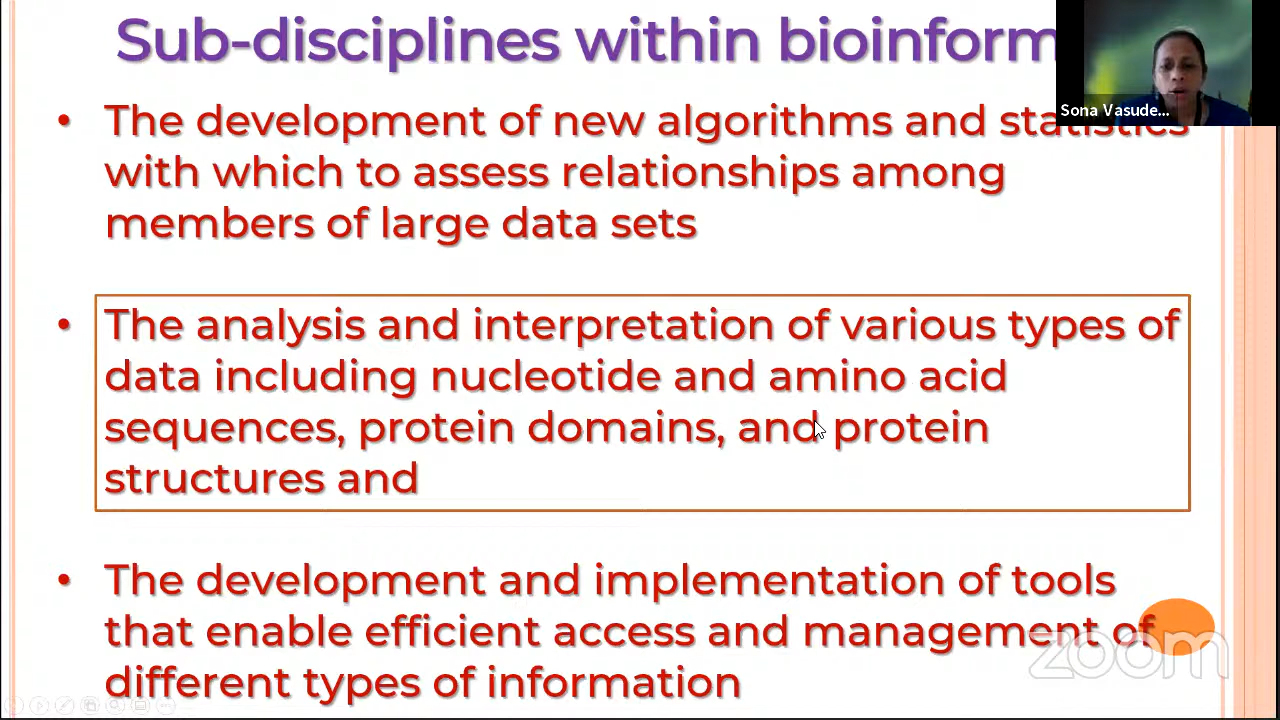 Sub-disciplines within bioinform
Sona Vasude...
• The development of new algorithms and statistics
with which to assess relationships among
members of large data sets
• The analysis and interpretation of various types of
data including nucleotide and amino acid
sequences, protein domains, and protein
structures and
• The development and implementation of tools
that enable efficient access and management of
different types of information
zoom